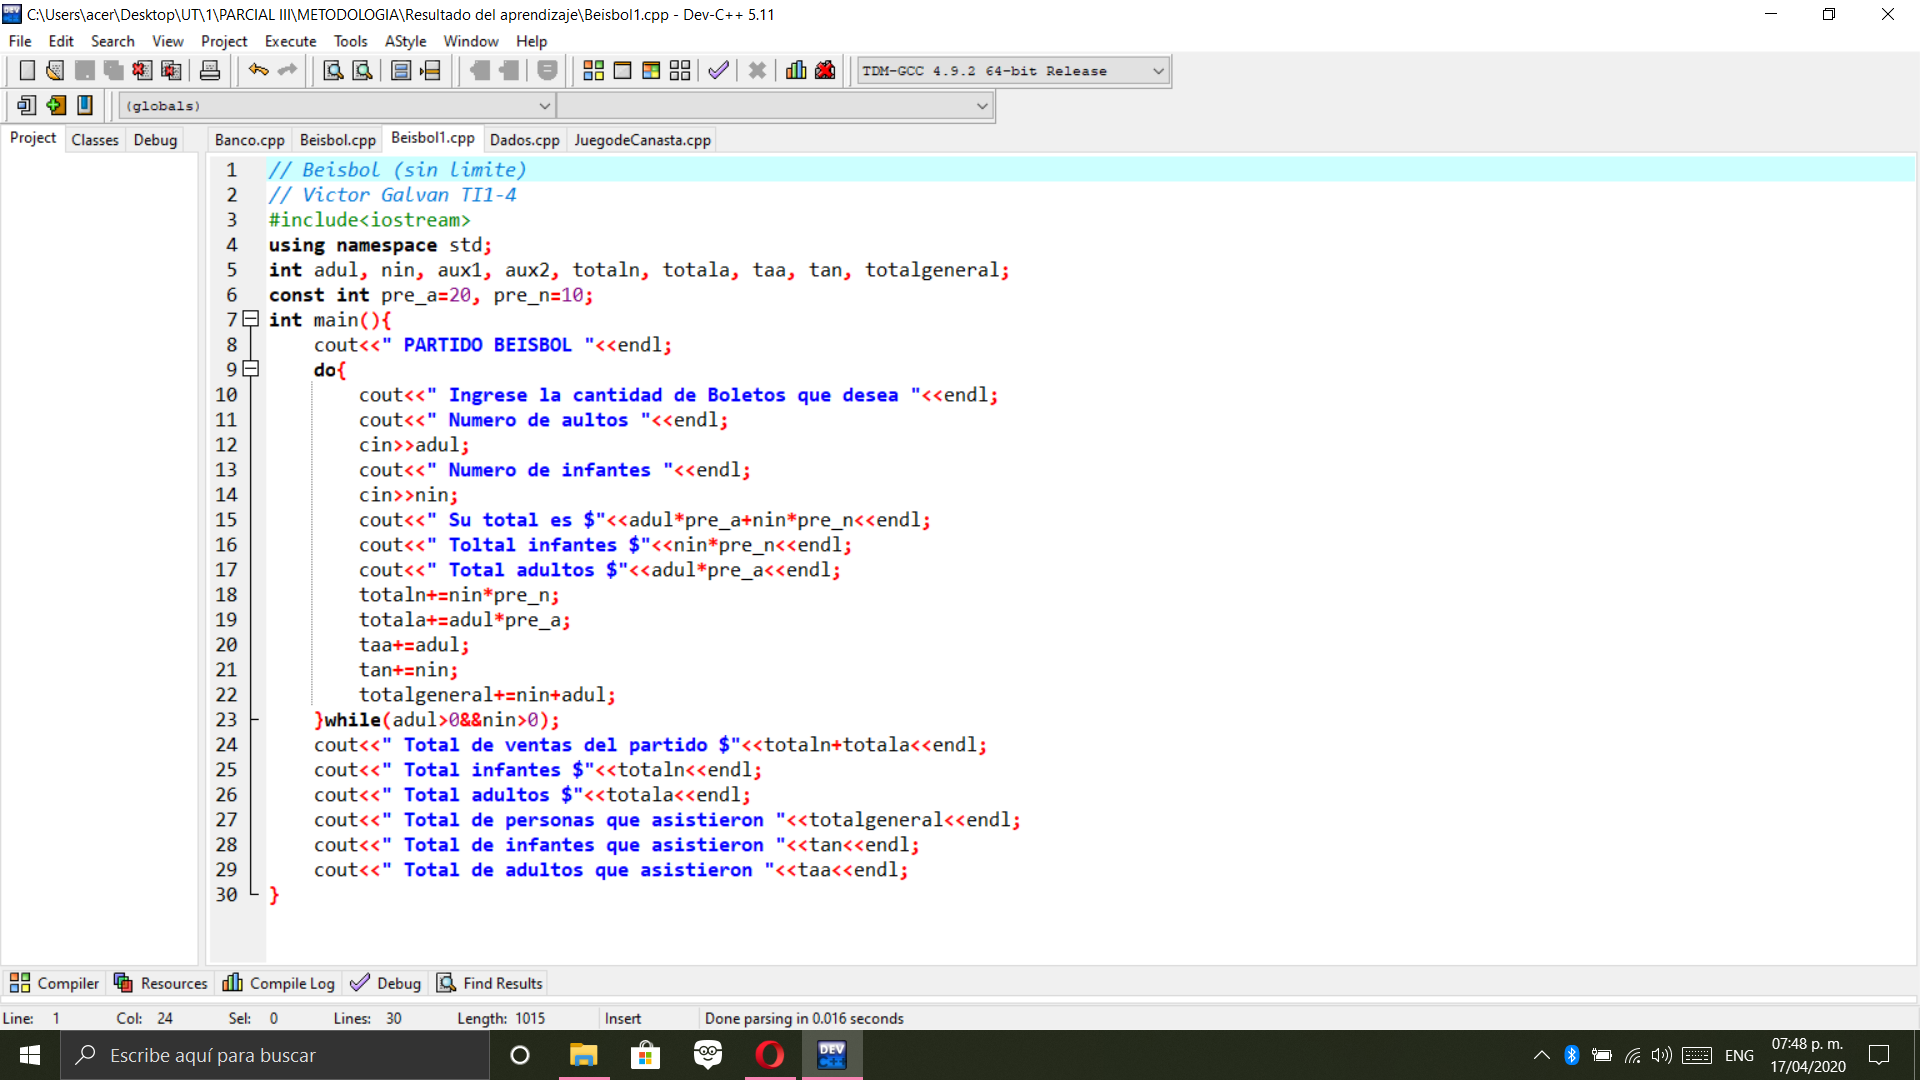 C:\Users\acer\Desktop\UT\1\PARCIAL III\METODOLOGIA\Resultado del aprendizaje\Beisbol1.cpp - Dev-C++ 5.11
File Edit Search View Project Execute Tools AStyle Window Help
TDM-GCC 4.9.2 64-bit Release
(globals)
Project Classes Debug Banco.cpp Beisbol.cpp Beisbol1.cpp Dados.cpp JuegodeCanasta.cpp
1 // Beisbol (sin limite)
2 // Victor Galvan TI1-4
3 #include<iostream>
4 using namespace std;
5 int adul, nin, aux1, aux2, totaln, totala, taa, tan, totalgeneral;
6 const int pre_a=20, pre_n=10;
7 int main(){
8 cout<<" PARTIDO BEISBOL "<<endl;
9 do{
10 cout<<" Ingrese la cantidad de Boletos que desea "<<endl;
11 cout<<" Numero de aultos "<<endl;
12 cin>>adul;
13 cout<<" Numero de infantes "<<endl;
14 cin>>nin;
15 cout<<" Su total es $"<<adul*pre_a+nin*pre_n<<endl;
16 cout<<" Toltal infantes $"<<nin*pre_n<<endl;
17 cout<<" Total adultos $"<<adul*pre_a<<endl;
18 totaln+=nin*pre_n;
19 totala+=adul*pre_a;
20 taa+=adul;
21 tan+=nin;
22 totalgeneral+=nin+adul;
23 }while(adul>0&&nin>0);
24 cout<<" Total de ventas del partido $"<<totaln+totala<<endl;
25 cout<<" Total infantes $"<<totaln<<endl;
26 cout<<" Total adultos $"<<totala<<endl;
27 cout<<" Total de personas que asistieron "<<totalgeneral<<endl;
28 cout<<" Total de infantes que asistieron "<<tan<<endl;
29 cout<<" Total de adultos que asistieron "<<taa<<endl;
30 }
Compiler Resources Compile Log Debug Find Results
Line: 1 Col: 24 Sel: 0 Lines: 30 Length: 1015 Insert Done parsing in 0.016 seconds
Escribe aquí para buscar
DEV C++
ENG
07:48 p. m.
17/04/2020